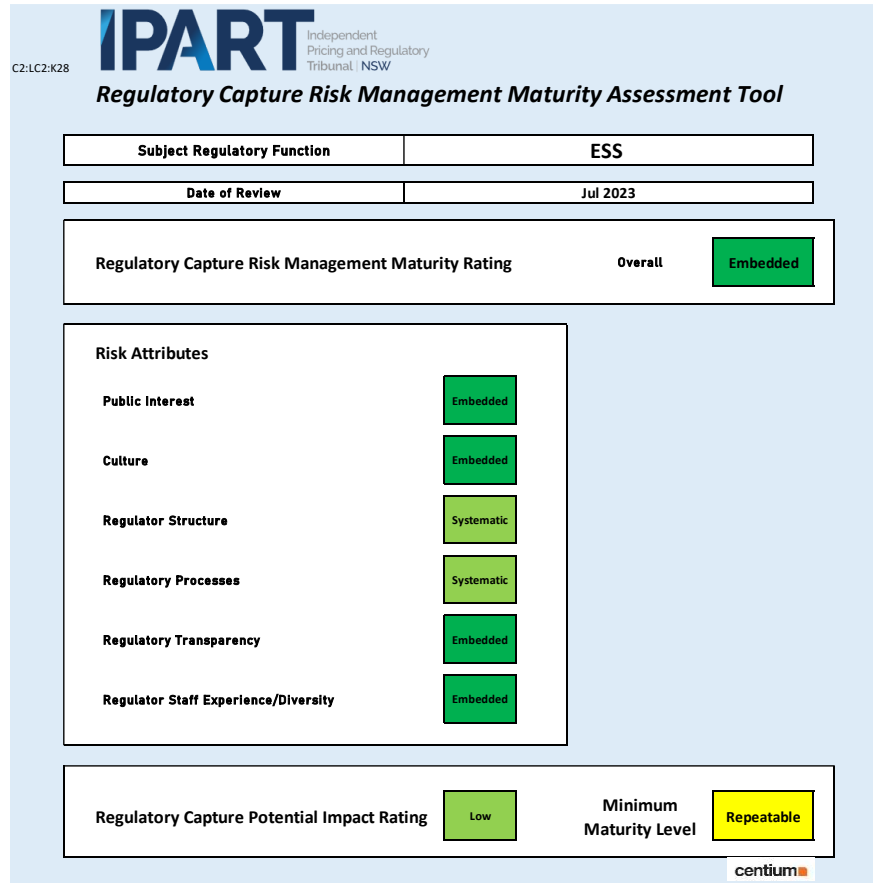 IPART
Independent
Pricing and Regulatory
Tribunal | NSW
C2:LC2:K28
Regulatory Capture Risk Management Maturity Assessment Tool
Subject Regulatory Function ESS
Date of Review Jul 2023
Regulatory Capture Risk Management Maturity Rating Overall Embedded
Risk Attributes
Public Interest Embedded
Culture Embedded
Regulator Structure Systematic
Regulatory Processes Systematic
Regulatory Transparency Embedded
Regulator Staff Experience/Diversity Embedded
Regulatory Capture Potential Impact Rating Low
Minimum
Maturity Level
Repeatable
centium